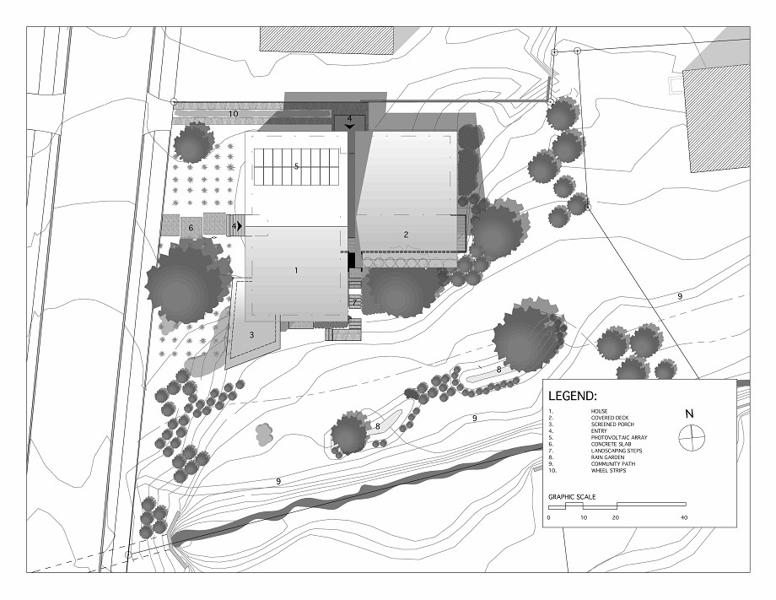 10
4
5
6
4
2
1
7
3
9
8
8
9
9
LEGEND:
1. HOUSE
2. COVERED DECK
3. SCREENED PORCH
4. ENTRY
5. PHOTOVOLTAIC ARRAY
6. CONCRETE SLAB
7. LANDSCAPING STEPS
8. RAIN GARDEN
9. COMMUNITY PATH
10. WHEEL STRIPS
N
GRAPHIC SCALE
0 10 20 40